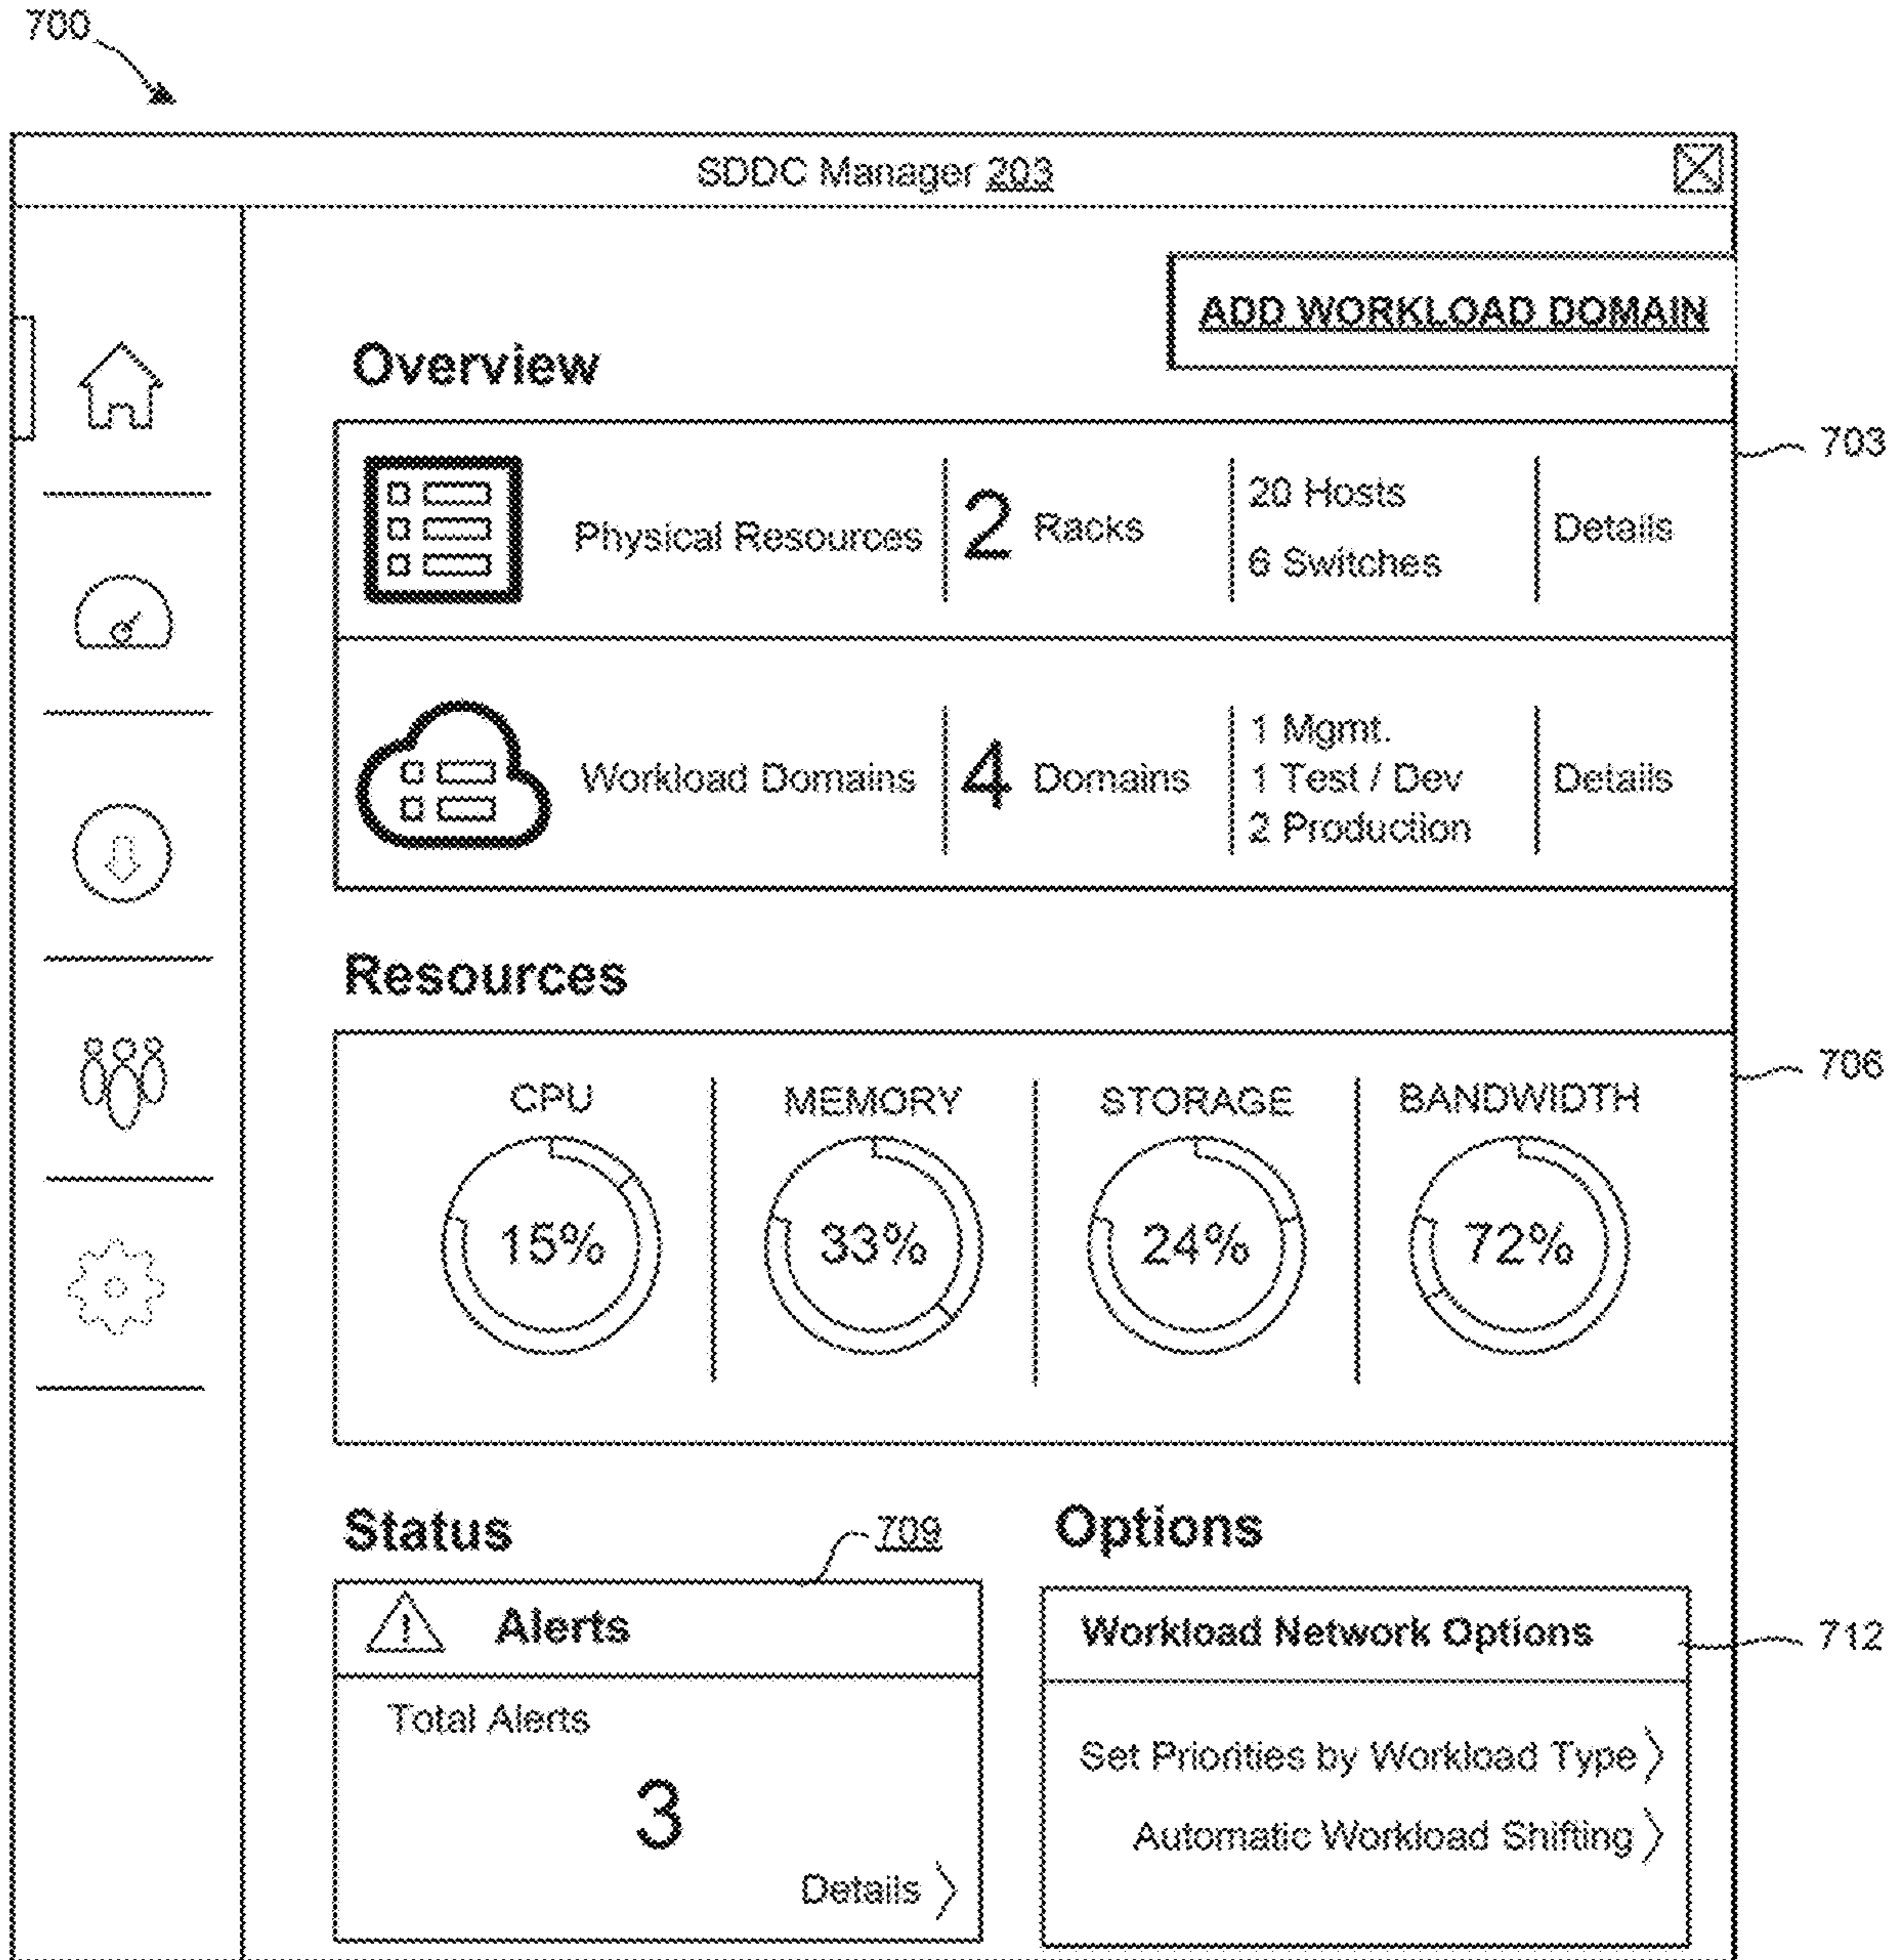 700
SDDC Manager 203
ADD WORKLOAD DOMAIN
Overview
703
Physical Resources
2 Racks
20 Hosts
6 Switches
Details
Workload Domains
4 Domains
1 Mgmt.
1 Test / Dev
2 Production
Details
Resources
706
CPU
MEMORY
STORAGE
BANDWIDTH
15%
33%
24%
72%
Status
709
Options
! Alerts
Workload Network Options
712
Total Alerts
3
Details
Set Priorities by Workload Type
Automatic Workload Shifting